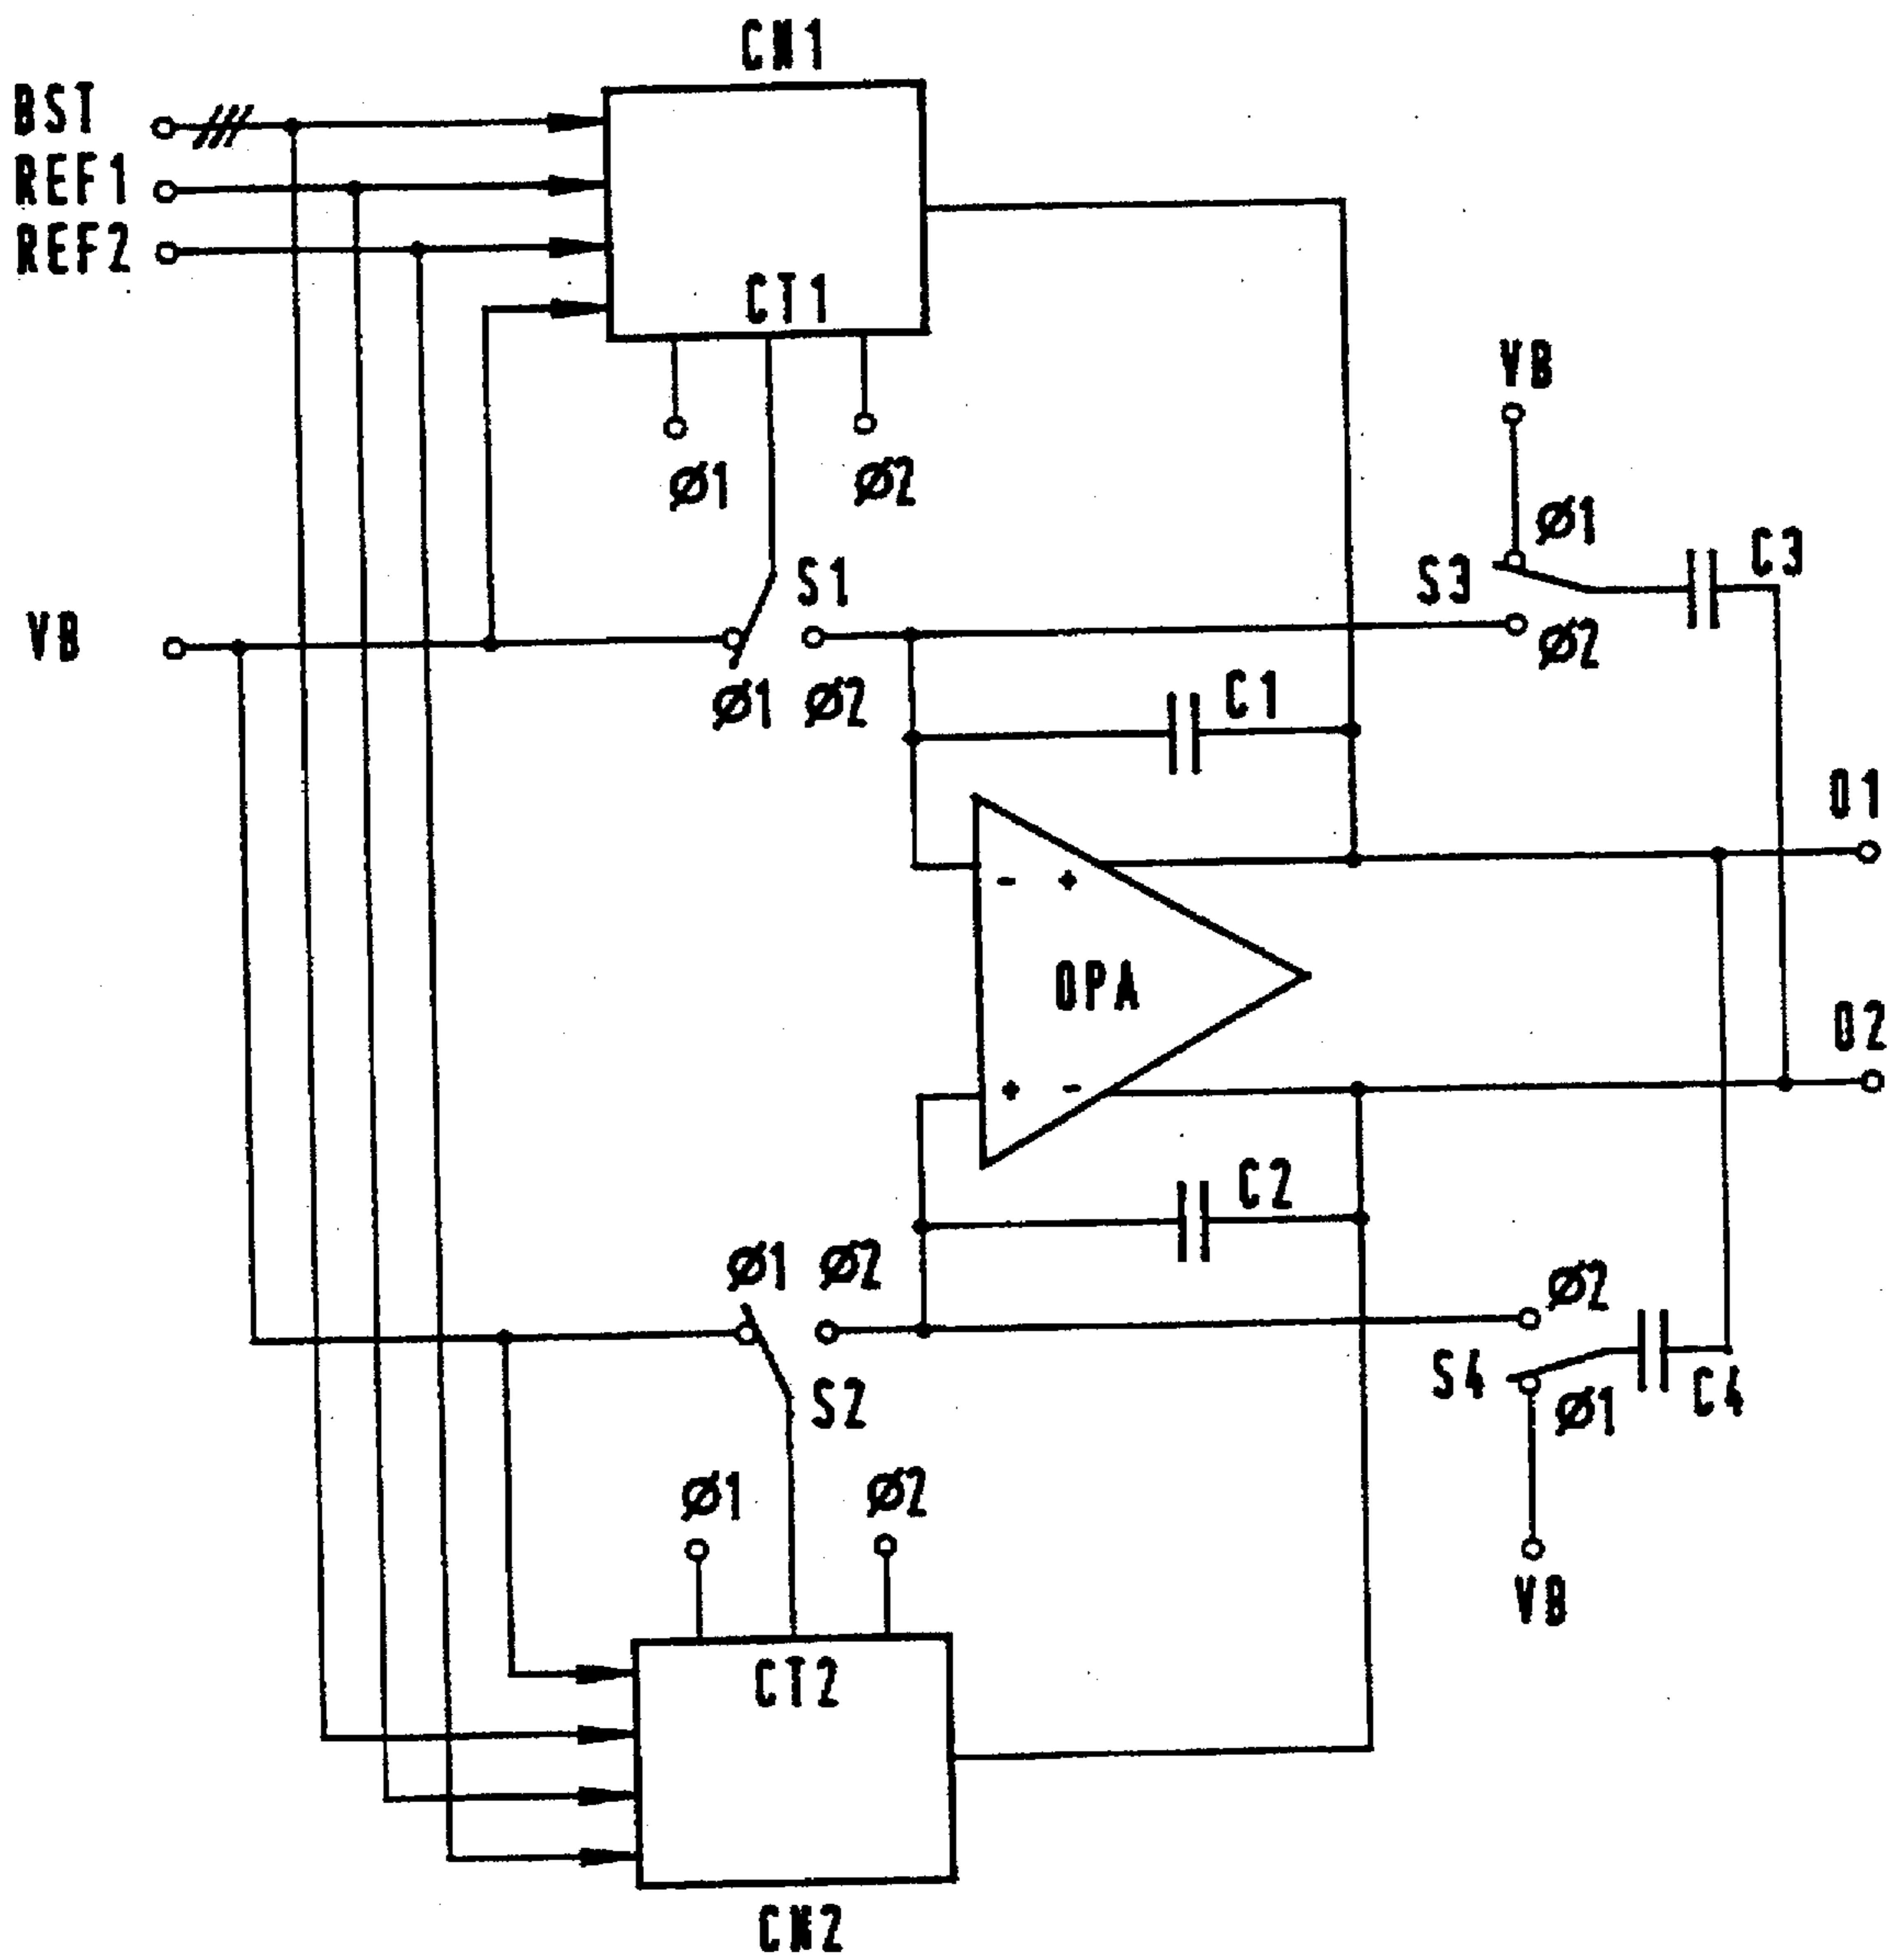 CN1
BST
REF1
REF2
CT1
VB
Ø1
Ø2
Ø1
C3
S1
S3
VB
Ø2
Ø1 Ø2
C1
O1
- +
OPA
O2
+ -
C2
Ø1 Ø2
Ø2
S4
S2
Ø1
C4
Ø1
Ø2
VB
CT2
CN2